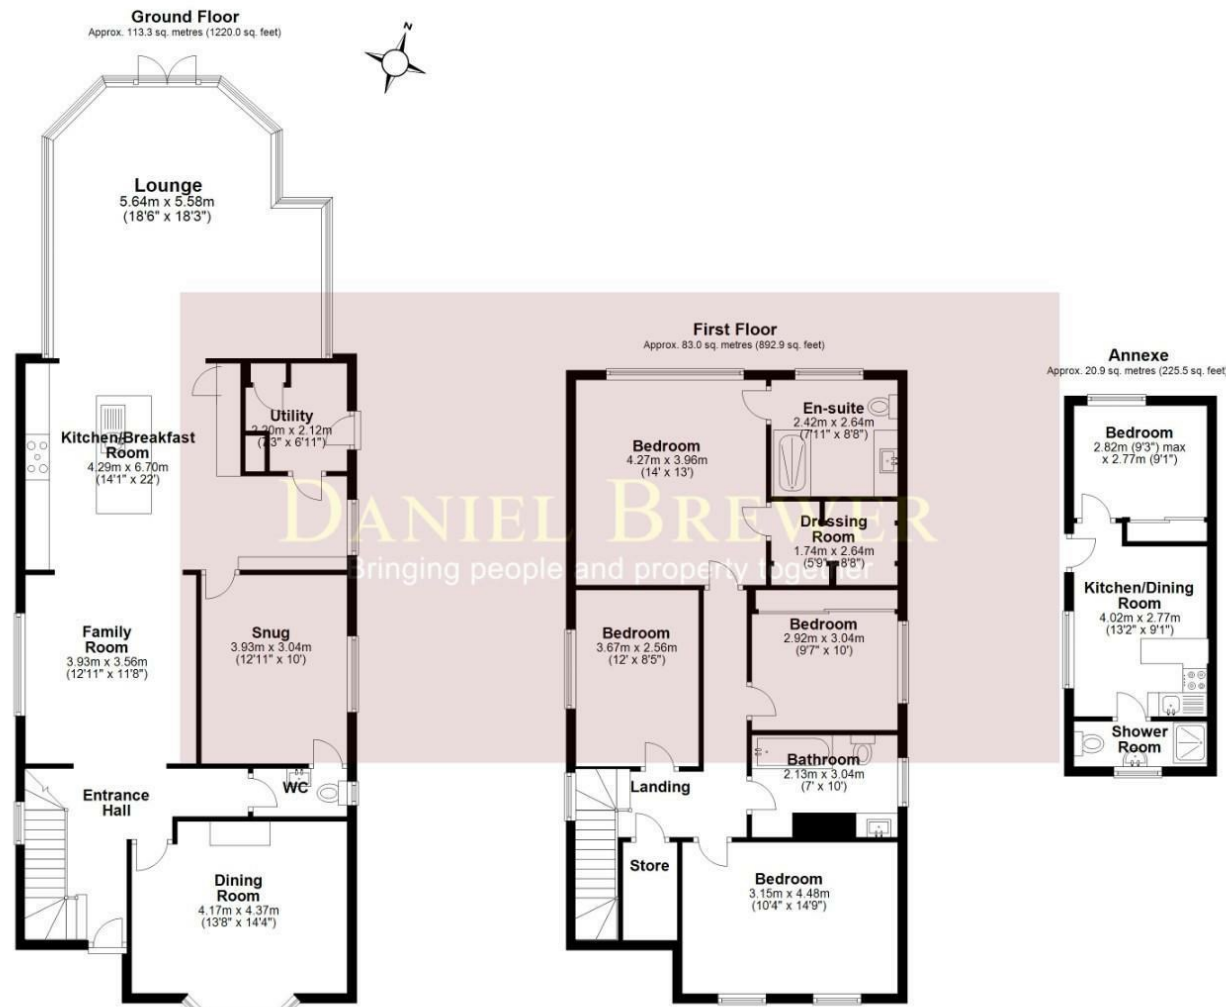 Ground Floor
Approx. 113.3 sq. metres (1220.0 sq. feet)
N
Lounge
5.64m x 5.58m
(18'6" x 18'3")
Utility
2.20m x 2.12m
(7'3" x 6'11")
Kitchen/Breakfast
Room
4.29m x 6.70m
(14'1" x 22')
Family
Room
3.93m x 3.56m
(12'11" x 11'8")
Snug
3.93m x 3.04m
(12'11" x 10')
Entrance
Hall
WC
Dining
Room
4.17m x 4.37m
(13'8" x 14'4")
First Floor
Approx. 83.0 sq. metres (892.9 sq. feet)
Bedroom
4.27m x 3.96m
(14' x 13')
En-suite
2.42m x 2.64m
(7'11" x 8'8")
Dressing
Room
1.74m x 2.64m
(5'9" x 8'8")
Bedroom
3.67m x 2.56m
(12' x 8'5")
Bedroom
2.92m x 3.04m
(9'7" x 10')
Bathroom
2.13m x 3.04m
(7' x 10')
Landing
Store
Bedroom
3.15m x 4.48m
(10'4" x 14'9")
Annexe
Approx. 20.9 sq. metres (225.5 sq. feet)
Bedroom
2.82m (9'3") max
x 2.77m (9'1")
Kitchen/Dining
Room
4.02m x 2.77m
(13'2" x 9'1")
Shower
Room
DANIEL BREWER
Bringing people and property together